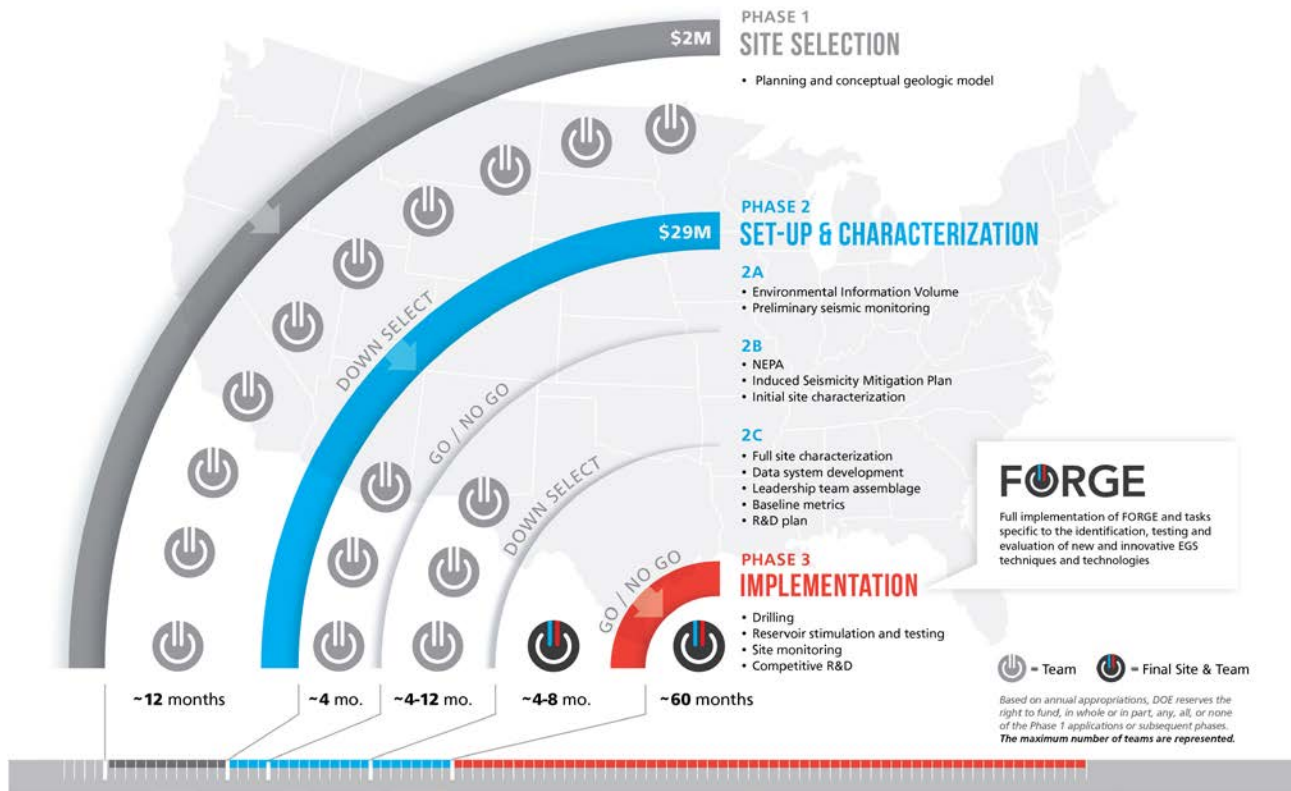 PHASE 1
$2M
SITE SELECTION
• Planning and conceptual geologic model
PHASE 2
$29M
SET-UP & CHARACTERIZATION
2A
• Environmental Information Volume
• Preliminary seismic monitoring
DOWN SELECT
2B
• NEPA
• Induced Seismicity Mitigation Plan
• Initial site characterization
GO / NO GO
2C
• Full site characterization
• Data system development
• Leadership team assemblage
• Baseline metrics
• R&D plan
DOWN SELECT
FORGE
Full implementation of FORGE and tasks
specific to the identification, testing and
evaluation of new and innovative EGS
techniques and technologies
PHASE 3
IMPLEMENTATION
GO / NO GO
• Drilling
• Reservoir stimulation and testing
• Site monitoring
• Competitive R&D
= Team
= Final Site & Team
~12 months
~4 mo.
~4-12 mo.
~4-8 mo.
~60 months
Based on annual appropriations, DOE reserves the
right to fund, in whole or in part, any, all, or none
of the Phase 1 applications or subsequent phases.
The maximum number of teams are represented.